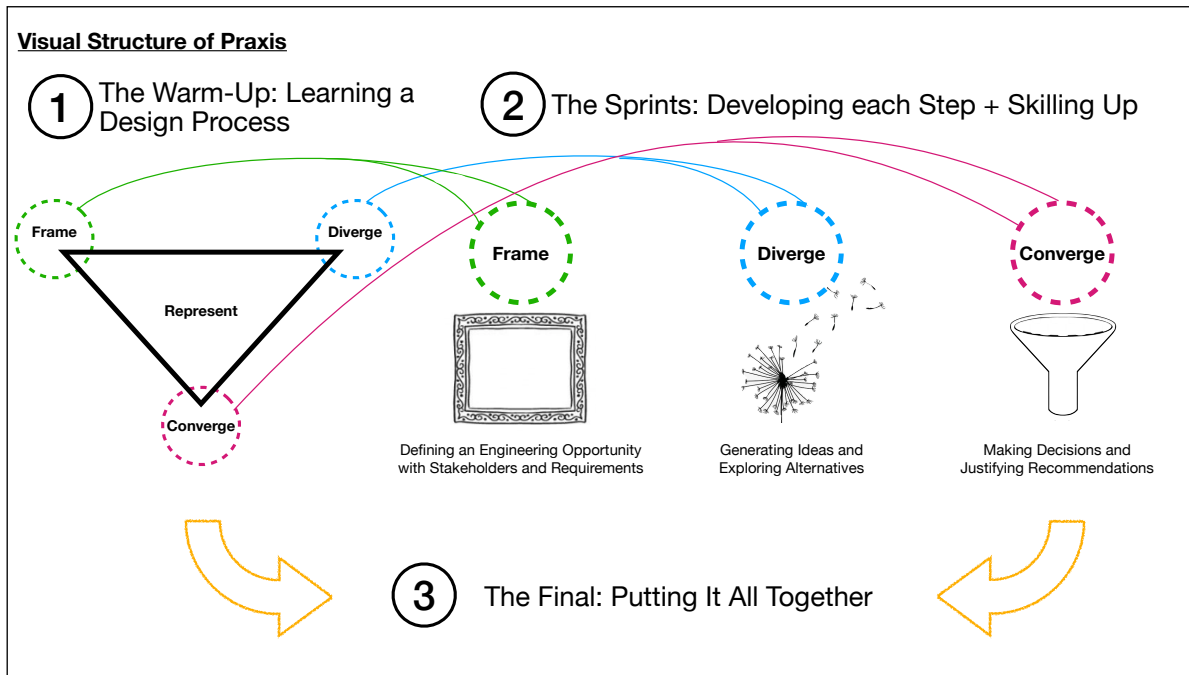 Visual Structure of Praxis
1
The Warm-Up: Learning a
Design Process
2
The Sprints: Developing each Step + Skilling Up
Frame
Diverge
Represent
Converge
Frame
Diverge
Converge
Defining an Engineering Opportunity
with Stakeholders and Requirements
Generating Ideas and
Exploring Alternatives
Making Decisions and
Justifying Recommendations
3
The Final: Putting It All Together